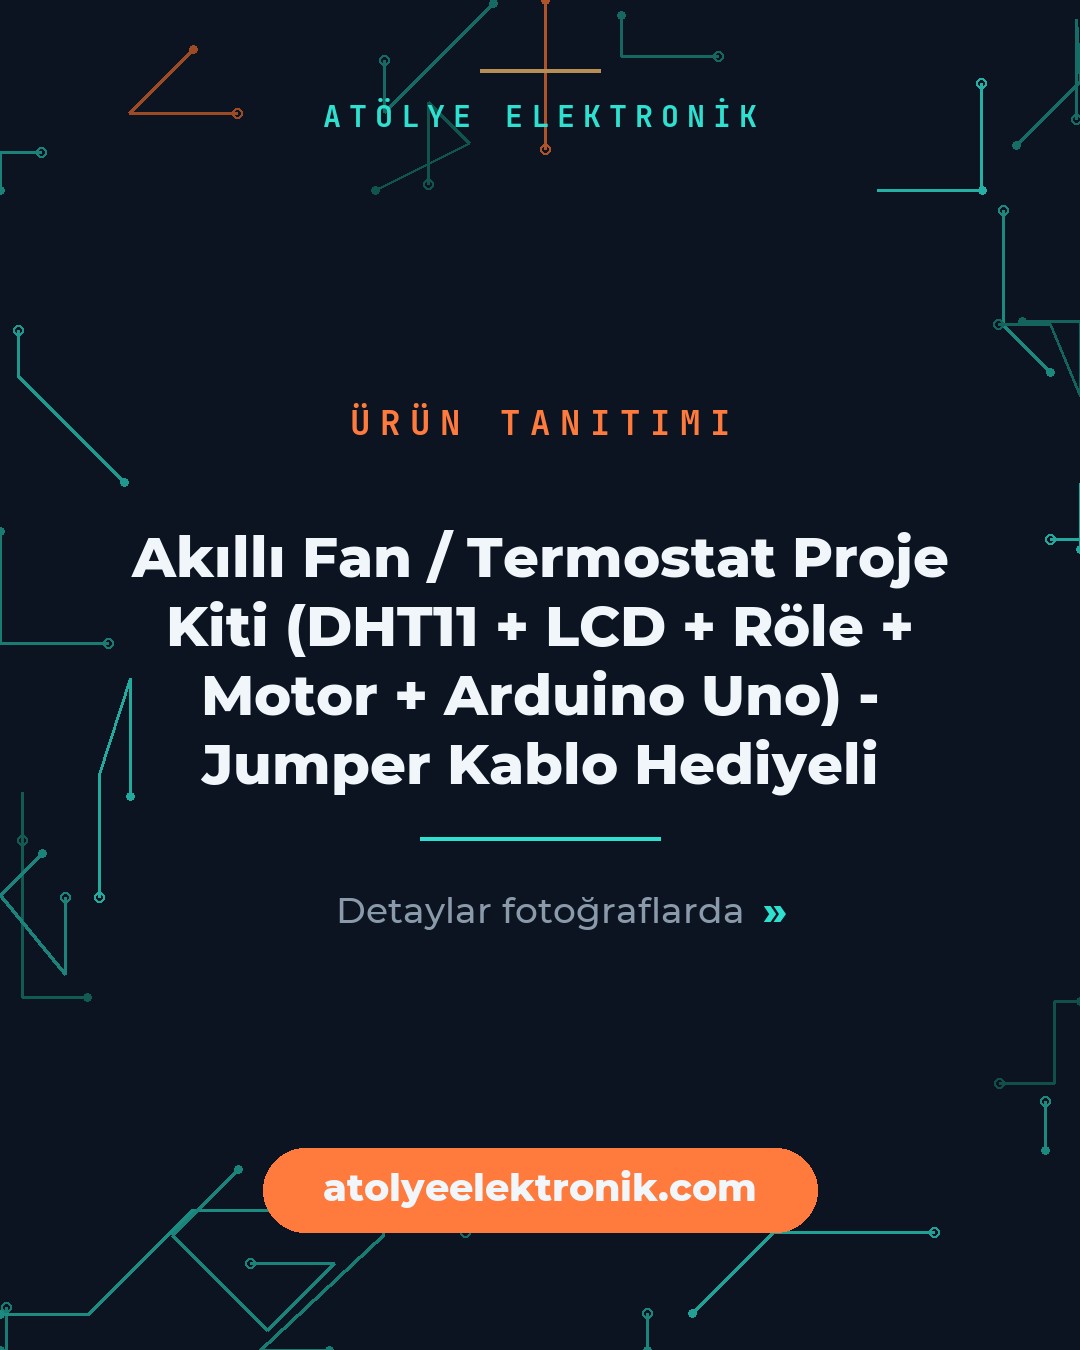 ATÖLYE ELEKTRONİK
ÜRÜN TANITIMI
Akıllı Fan / Termostat Proje
Kiti (DHT11 + LCD + Röle +
Motor + Arduino Uno) -
Jumper Kablo Hediyeli
Detaylar fotoğraflarda »
atolyeelektronik.com